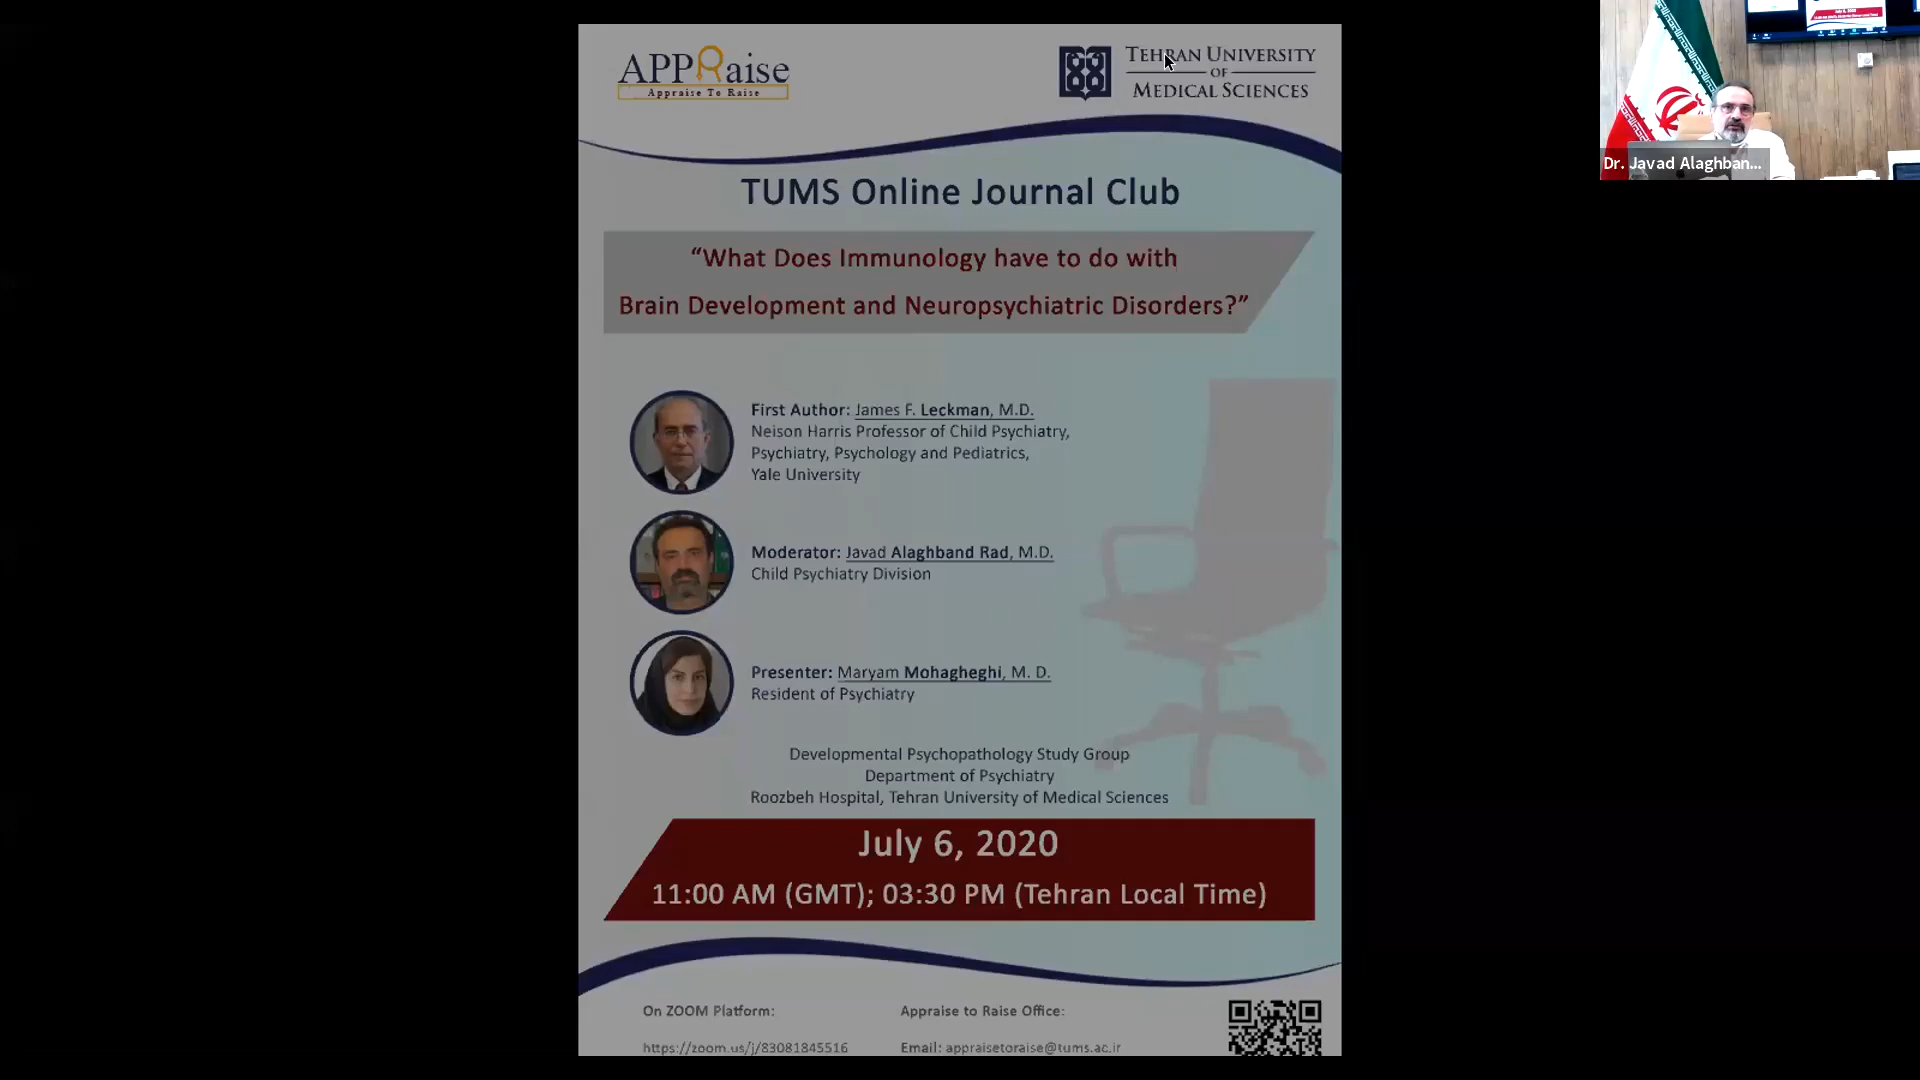 APPRaise
Appraise To Raise
TEHRAN UNIVERSITY
OF
MEDICAL SCIENCES
TUMS Online Journal Club
“What Does Immunology have to do with
Brain Development and Neuropsychiatric Disorders?”
First Author: James F. Leckman, M.D.
Neison Harris Professor of Child Psychiatry,
Psychiatry, Psychology and Pediatrics,
Yale University
Moderator: Javad Alaghband Rad, M.D.
Child Psychiatry Division
Presenter: Maryam Mohagheghi, M. D.
Resident of Psychiatry
Developmental Psychopathology Study Group
Department of Psychiatry
Roozbeh Hospital, Tehran University of Medical Sciences
July 6, 2020
11:00 AM (GMT); 03:30 PM (Tehran Local Time)
On ZOOM Platform:
https://zoom.us/j/83081845516
Appraise to Raise Office:
Email: appraisetoraise@tums.ac.ir
Dr. Javad Alaghban...